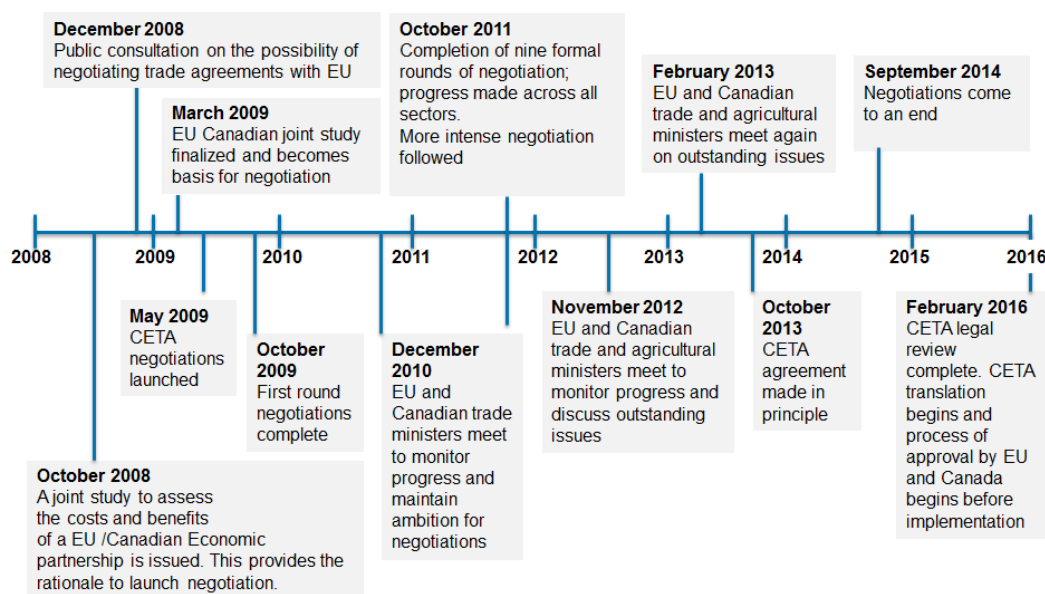 December 2008
Public consultation on the possibility of
negotiating trade agreements with EU
March 2009
EU Canadian joint study
finalized and becomes
basis for negotiation
October 2011
Completion of nine formal
rounds of negotiation;
progress made across all
sectors.
More intense negotiation
followed
February 2013
EU and Canadian
trade and agricultural
ministers meet again
on outstanding issues
September 2014
Negotiations come
to an end
2008
2009
2010
2011
2012
2013
2014
2015
2016
October 2008
A joint study to assess
the costs and benefits
of a EU /Canadian Economic
partnership is issued. This provides the
rationale to launch negotiation.
May 2009
CETA
negotiations
launched
October
2009
First round
negotiations
complete
December
2010
EU and
Canadian trade
ministers meet
to monitor
progress and
maintain
ambition for
negotiations
November 2012
EU and Canadian
trade and agricultural
ministers meet to
monitor progress and
discuss outstanding
issues
October
2013
CETA
agreement
made in
principle
February 2016
CETA legal
review
complete. CETA
translation
begins and
process of
approval by EU
and Canada
begins before
implementation